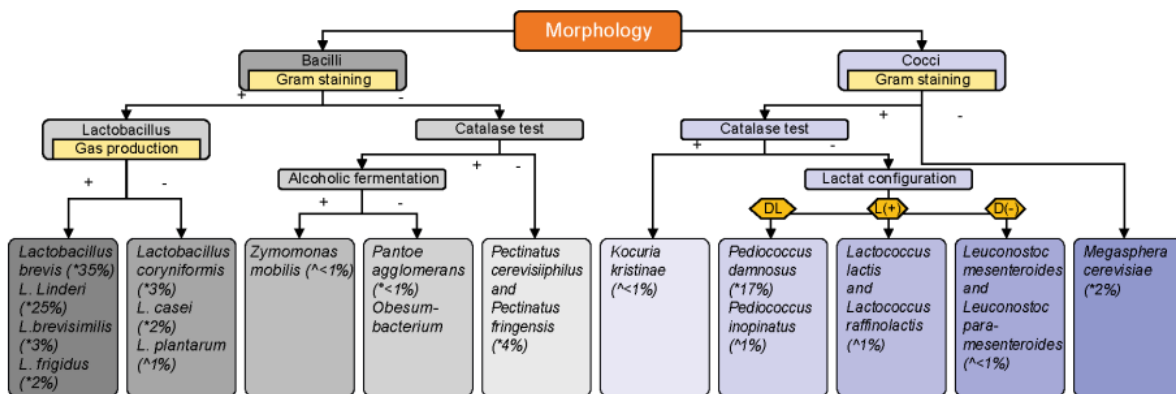 Morphology
Bacilli
Gram staining
Cocci
Gram staining
+
-
+
-
Lactobacillus
Gas production
Catalase test
Catalase test
+
-
+
-
+
-
Alcoholic fermentation
Lactat configuration
+
-
DL
L(+)
D(-)
Lactobacillus
brevis (*35%)
L. Linderi
(*25%)
L.brevisimilis
(*3%)
L. frigidus
(*2%)
Lactobacillus
coryniformis
(*3%)
L. casei
(*2%)
L. plantarum
(^1%)
Zymomonas
mobilis (^<1%)
Pantoe
agglomerans
(*<1%)
Obesum-
bacterium
Pectinatus
cerevisiiphilus
and
Pectinatus
fringensis
(*4%)
Kocuria
kristinae
(^<1%)
Pediococcus
damnosus
(*17%)
Pediococcus
inopinatus
(^1%)
Lactococcus
lactis
and
Lactococcus
raffinolactis
(^1%)
Leuconostoc
mesenteroides
and
Leuconostoc
para-
mesenteroides
(^<1%)
Megasphera
cerevisiae
(*2%)